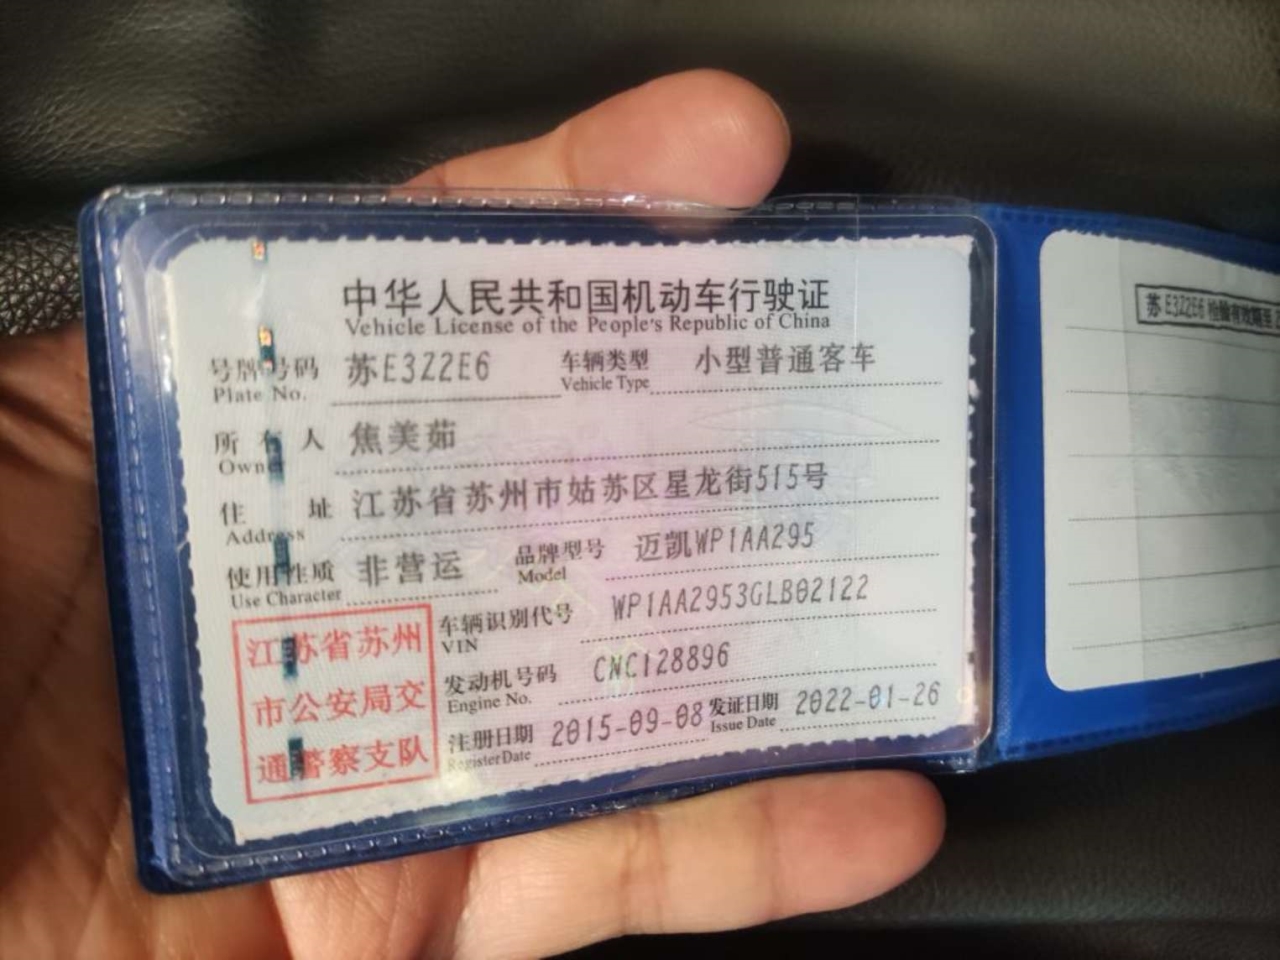 中华人民共和国机动车行驶证
Vehicle License of the People's Republic of China
号牌号码 苏E3Z2E6 车辆类型 小型普通客车
Plate No. Vehicle Type
所有人 焦美茹
Owner
住址 江苏省苏州市姑苏区星龙街515号
Address
使用性质 非营运 品牌型号 迈凯WP1AA295
Use Character Model
车辆识别代号 WP1AA2953GLB02122
VIN
发动机号码 CNC128896
Engine No.
注册日期 2015-09-08 发证日期 2022-01-26
Register Date Issue Date
江苏省苏州
市公安局交
通警察支队
苏E3Z2E6 检验有效期至